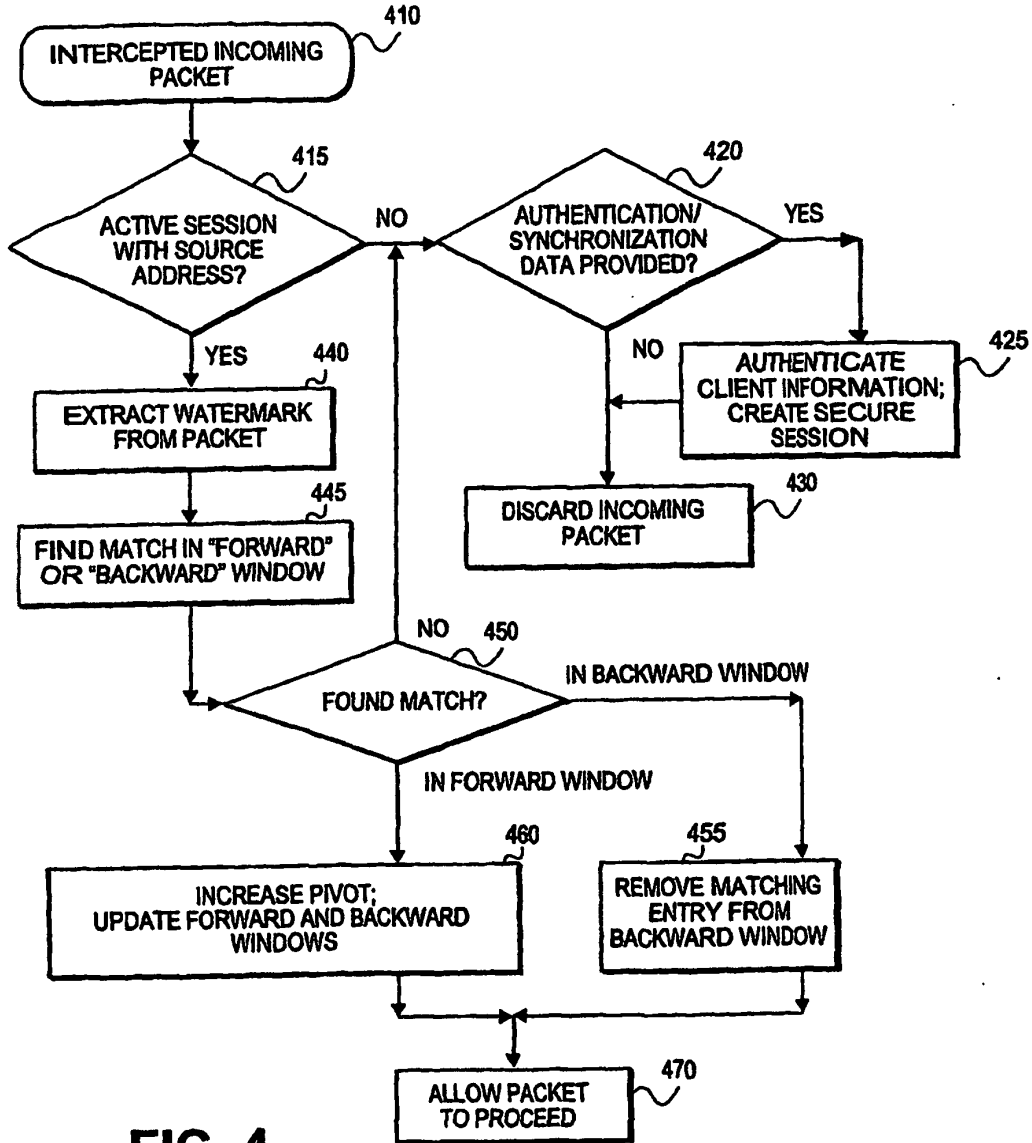 410
INTERCEPTED INCOMING
PACKET
415
ACTIVE SESSION
WITH SOURCE
ADDRESS?
NO
420
AUTHENTICATION/
SYNCHRONIZATION
DATA PROVIDED?
YES
YES
NO
425
AUTHENTICATE
CLIENT INFORMATION;
CREATE SECURE
SESSION
440
EXTRACT WATERMARK
FROM PACKET
430
DISCARD INCOMING
PACKET
445
FIND MATCH IN "FORWARD"
OR "BACKWARD" WINDOW
NO
450
FOUND MATCH?
IN BACKWARD WINDOW
IN FORWARD WINDOW
460
INCREASE PIVOT;
UPDATE FORWARD AND BACKWARD
WINDOWS
455
REMOVE MATCHING
ENTRY FROM
BACKWARD WINDOW
470
ALLOW PACKET
TO PROCEED
FIG. 4